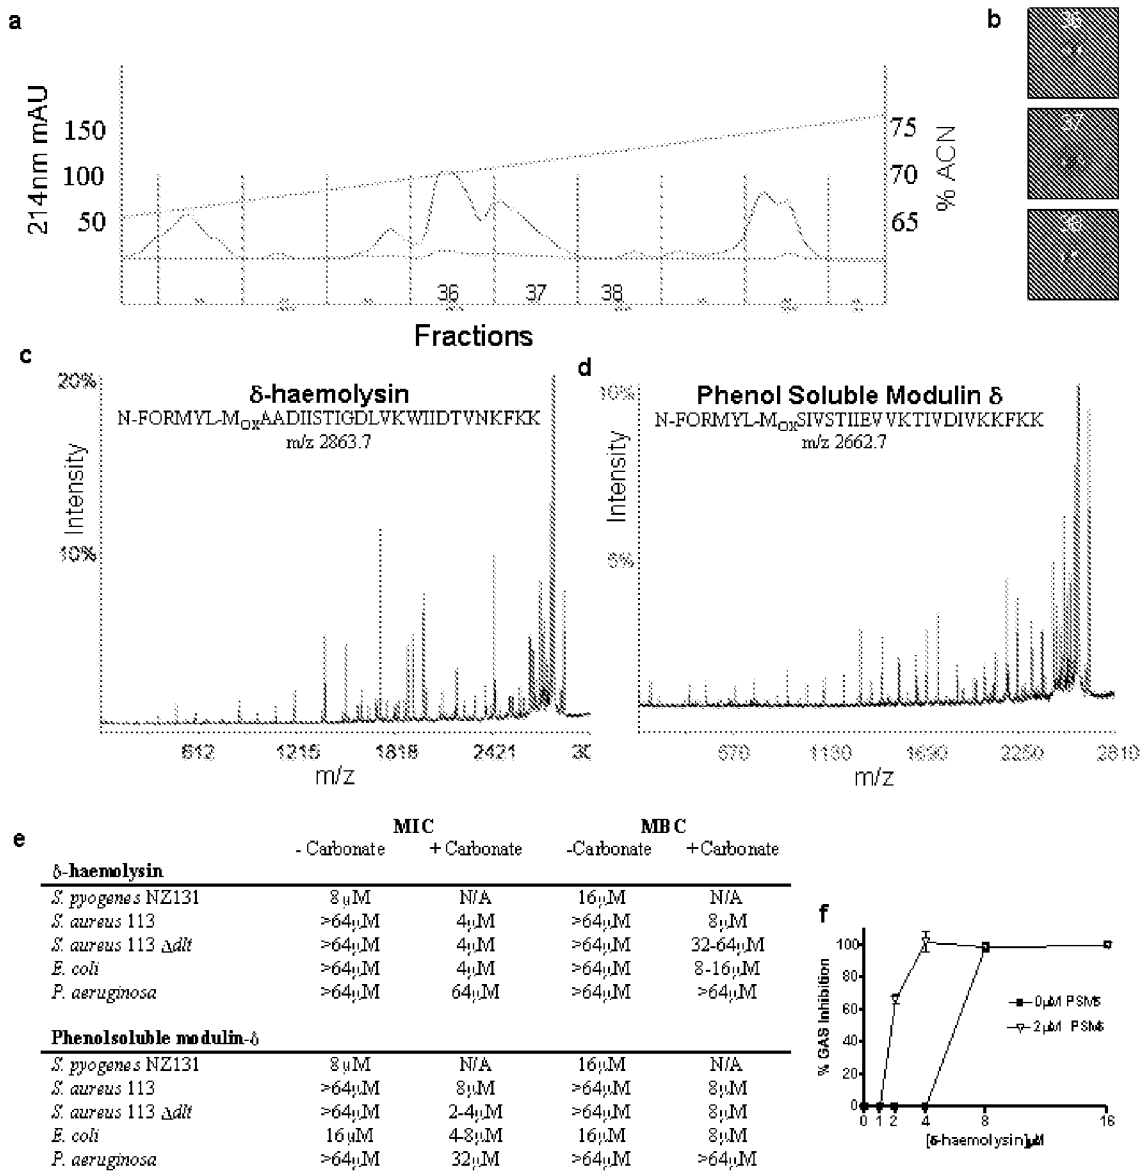 a
b
214nm mAU
150
100
50
75
70
65
% ACN
36
37
38
Fractions
36
37
c
d
20%
10%
Intensity
δ-haemolysin
N-FORMYL-MOXAADIISTIGDLVKWIIDTVNKFKK
m/z 2863.7
612
1215
1818
2421
30
m/z
10%
5%
Intensity
Phenol Soluble Modulin δ
N-FORMYL-MOXSIVSTIIEVVKTIVDIVKKFKK
m/z 2662.7
570
1130
1690
2250
2810
m/z
e
MIC MBC
- Carbonate + Carbonate -Carbonate +Carbonate
δ-haemolysin
S. pyogenes NZ131 8μM N/A 16μM N/A
S. aureus 113 >64μM 4μM >64μM 8μM
S. aureus 113 Δdlt >64μM 4μM >64μM 32-64μM
E. coli >64μM 4μM >64μM 8-16μM
P. aeruginosa >64μM 64μM >64μM >64μM
Phenolsoluble modulin-δ
S. pyogenes NZ131 8μM N/A 16μM N/A
S. aureus 113 >64μM 8μM >64μM 8μM
S. aureus 113 Δdlt >64μM 2-4μM >64μM 8μM
E. coli 16μM 4-8μM 16μM 8μM
P. aeruginosa >64μM 32μM >64μM >64μM
f
% GAS Inhibition
100
80
60
40
20
0
0μM PSMδ
2μM PSMδ
0 1 2 4 8 16
[δ-haemolysin]μM